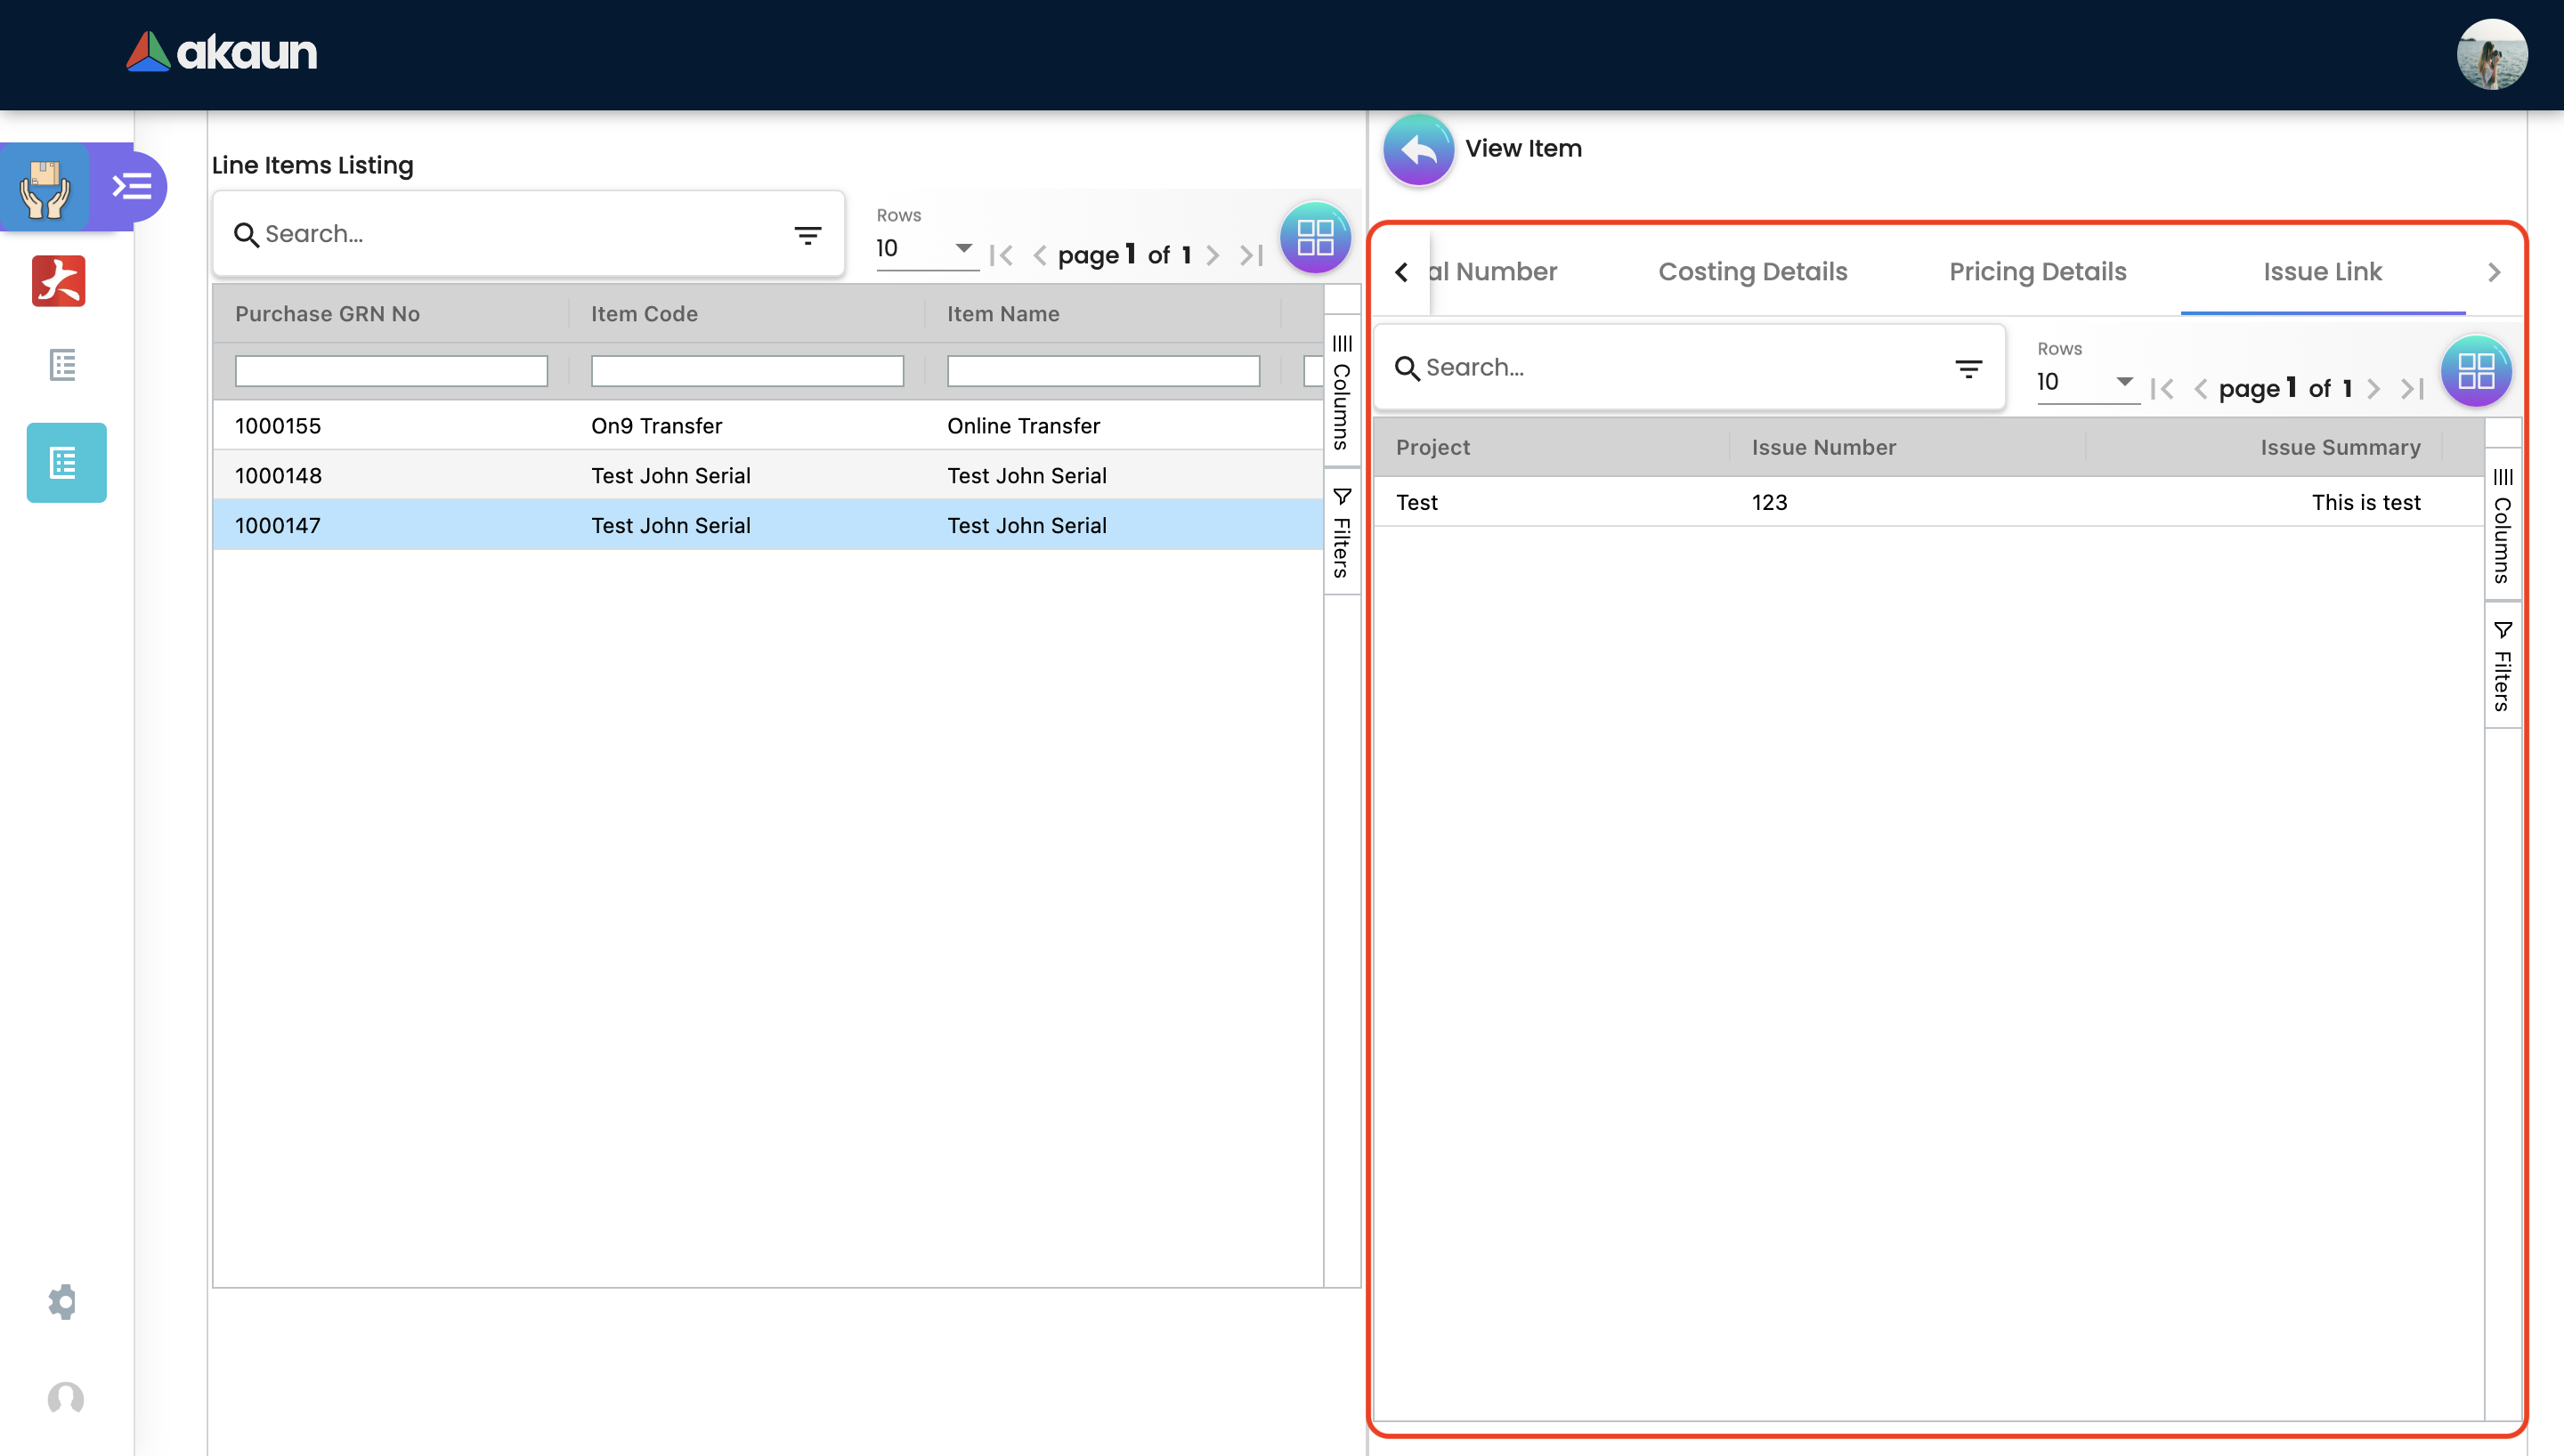 akaun
Line Items Listing
Search...
Rows
10
page 1 of 1
Purchase GRN No
Item Code
Item Name
1000155
On9 Transfer
Online Transfer
1000148
Test John Serial
Test John Serial
1000147
Test John Serial
Test John Serial
Columns
Filters
View Item
al Number
Costing Details
Pricing Details
Issue Link
Search...
Rows
10
page 1 of 1
Project
Issue Number
Issue Summary
Test
123
This is test
Columns
Filters